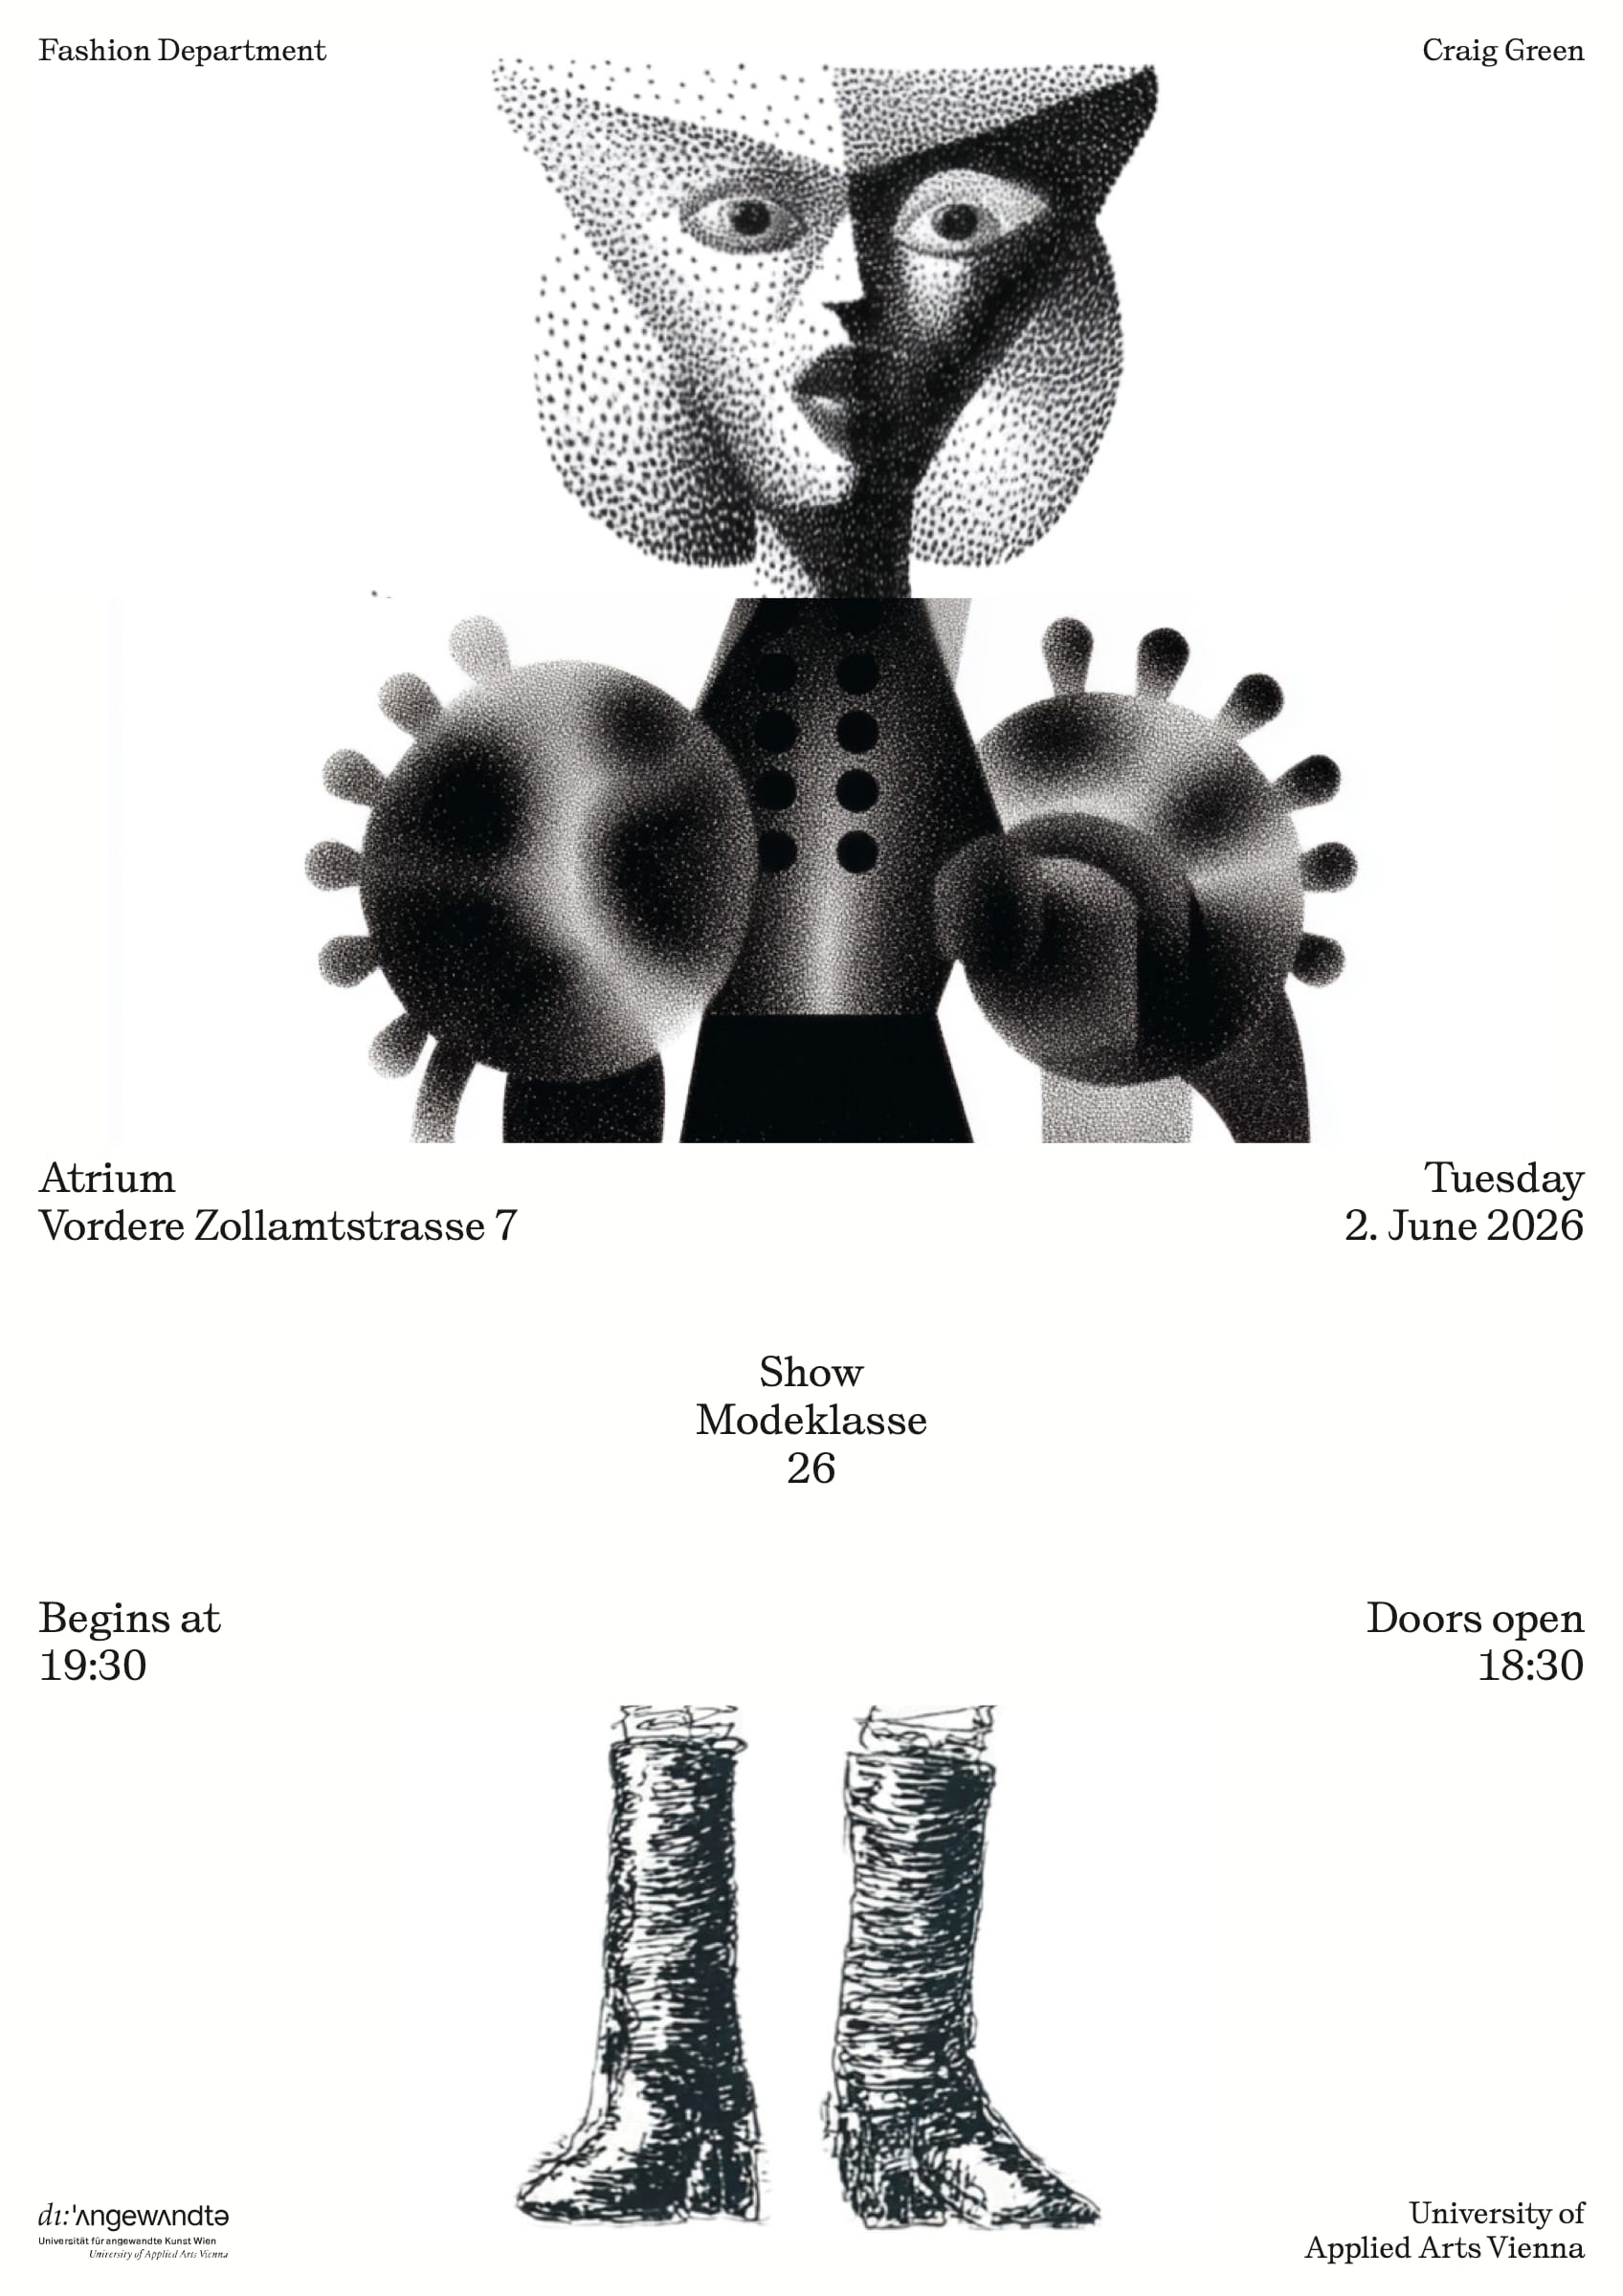 Fashion Department
Craig Green
Atrium
Vordere Zollamtstrasse 7
Tuesday
2. June 2026
Show
Modeklasse
26
Begins at
19:30
Doors open
18:30
dı:'ʌngewʌndtə
Universität für angewandte Kunst Wien
University of Applied Arts Vienna
University of
Applied Arts Vienna